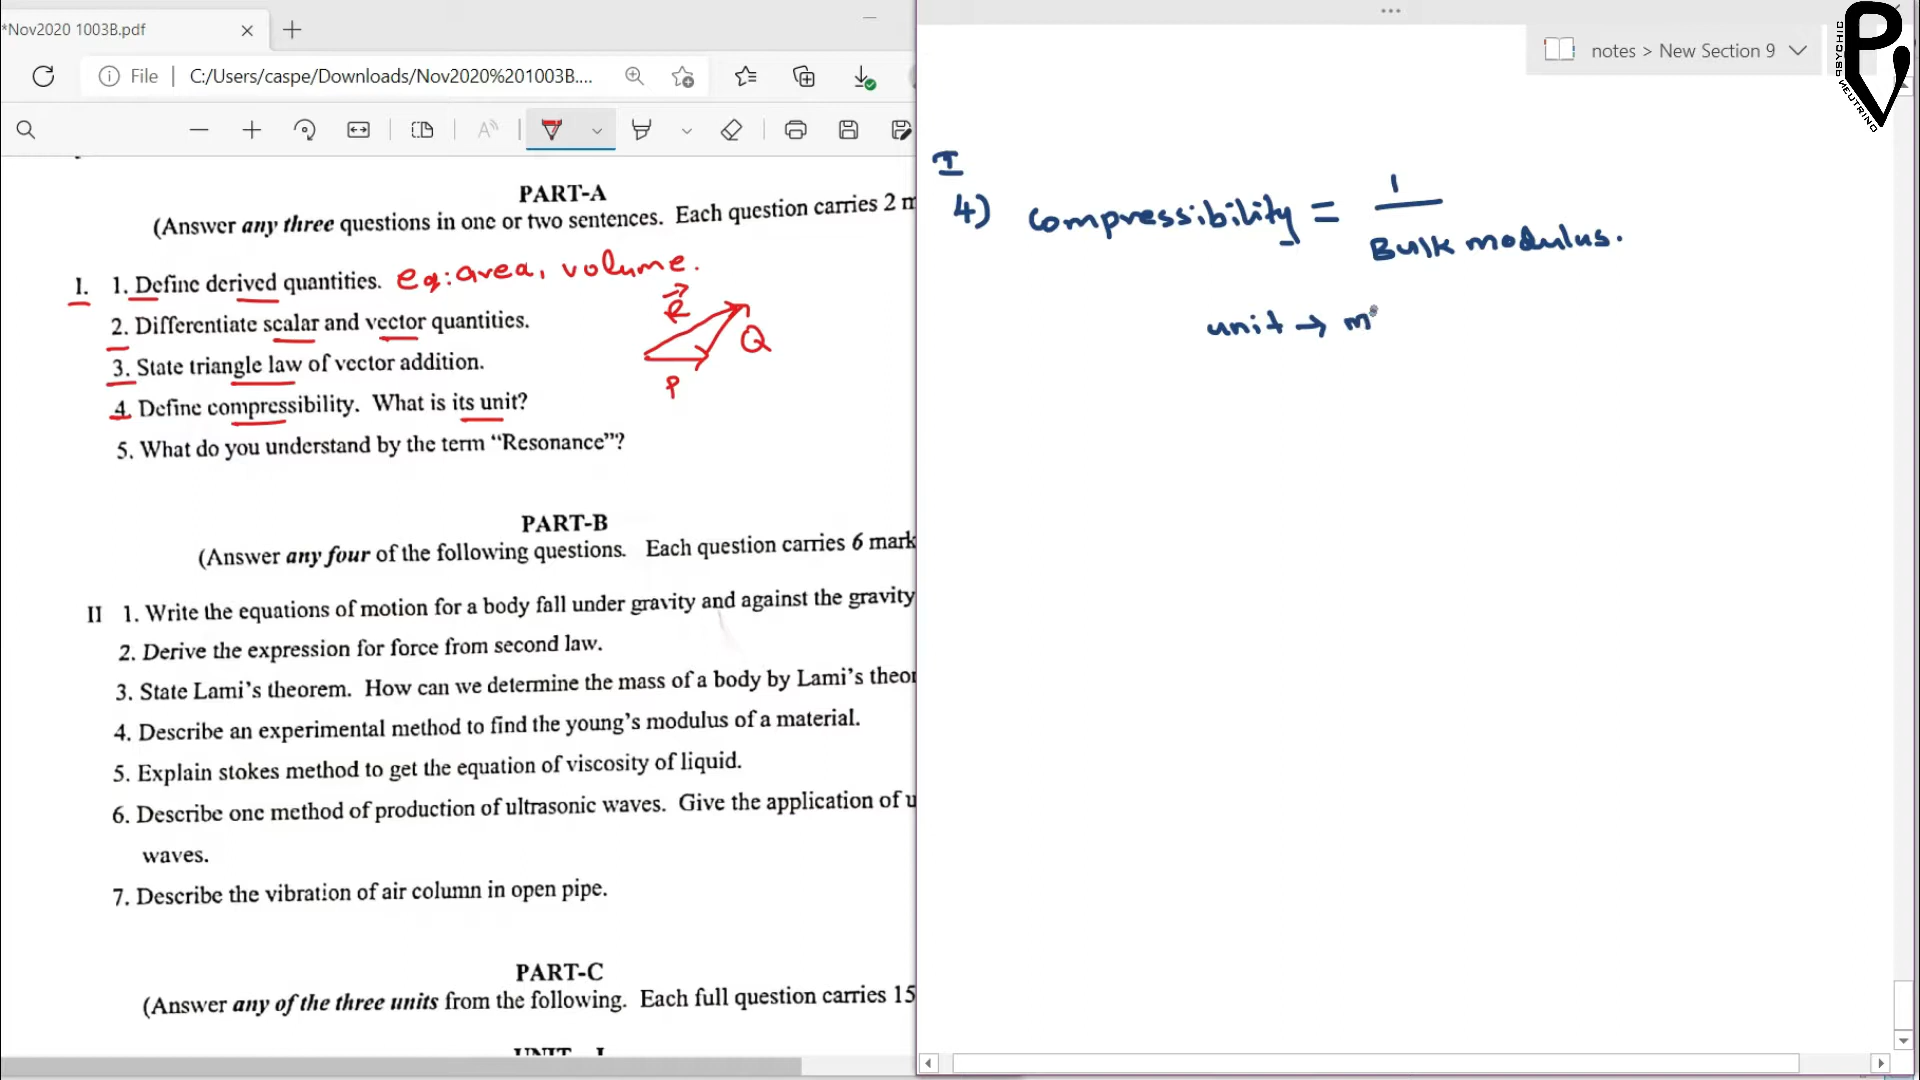 *Nov2020 1003B.pdf
File | C:/Users/caspe/Downloads/Nov2020%201003B....
notes > New Section 9
PSYCHIC NEUTRINO
PART-A
(Answer any three questions in one or two sentences. Each question carries 2 m
I. 1. Define derived quantities. eg: area, volume.
2. Differentiate scalar and vector quantities.
3. State triangle law of vector addition.
4. Define compressibility. What is its unit?
5. What do you understand by the term “Resonance”?
R
Q
P
PART-B
(Answer any four of the following questions. Each question carries 6 mark
II 1. Write the equations of motion for a body fall under gravity and against the gravity
2. Derive the expression for force from second law.
3. State Lami’s theorem. How can we determine the mass of a body by Lami’s theor
4. Describe an experimental method to find the young’s modulus of a material.
5. Explain stokes method to get the equation of viscosity of liquid.
6. Describe one method of production of ultrasonic waves. Give the application of u
waves.
7. Describe the vibration of air column in open pipe.
PART-C
(Answer any of the three units from the following. Each full question carries 15
UNIT – I
I
4) compressibility = 1
Bulk modulus.
unit → m